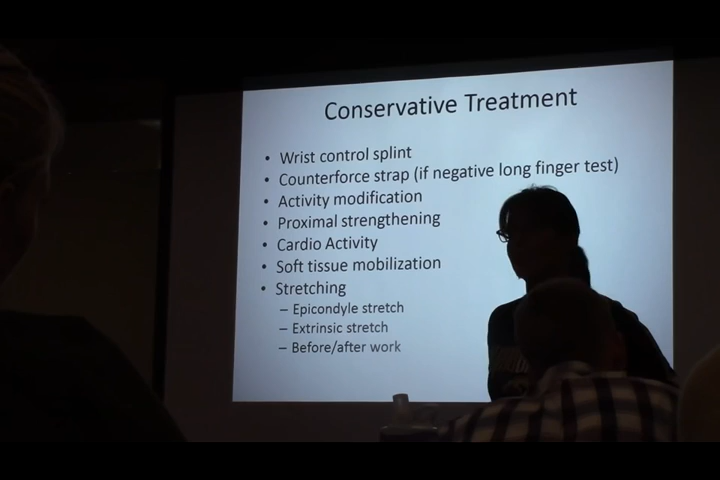 Conservative Treatment
• Wrist control splint
• Counterforce strap (if negative long finger test)
• Activity modification
• Proximal strengthening
• Cardio Activity
• Soft tissue mobilization
• Stretching
– Epicondyle stretch
– Extrinsic stretch
– Before/after work